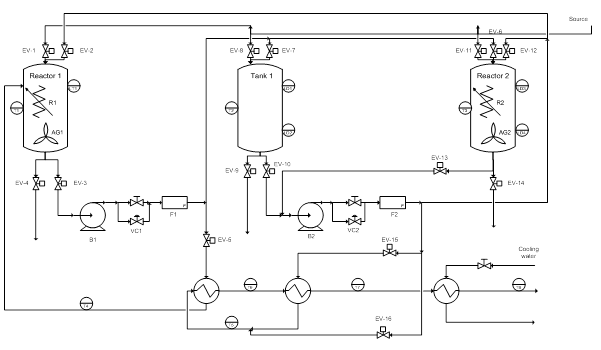 Source
EV-6
EV-1
EV-2
EV-8
EV-7
EV-11
EV-12
Reactor 1
Tank 1
Reactor 2
R1
R2
AG1
AG2
EV-13
EV-9
EV-10
EV-4
EV-3
EV-14
F1
F2
VC1
VC2
B1
B2
EV-5
EV-15
Cooling
water
EV-16